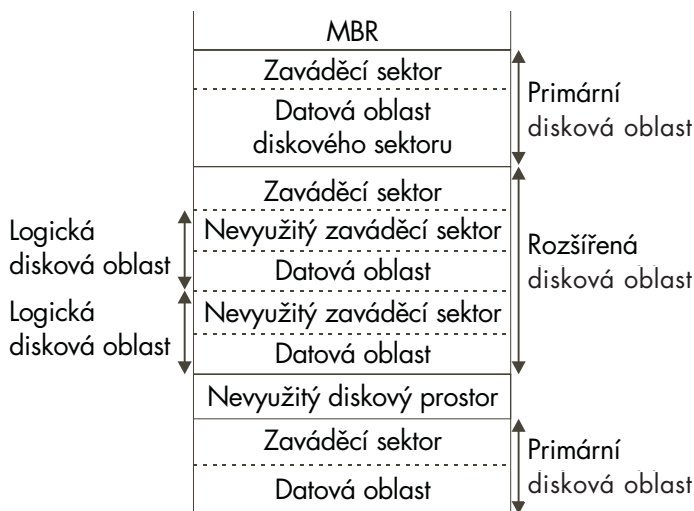 MBR
Zaváděcí sektor
Datová oblast
diskového sektoru
Primární
disková oblast
Zaváděcí sektor
Nevyužitý zaváděcí sektor
Datová oblast
Nevyužitý zaváděcí sektor
Datová oblast
Logická
disková oblast
Logická
disková oblast
Rozšířená
disková oblast
Nevyužitý diskový prostor
Zaváděcí sektor
Datová oblast
Primární
disková oblast